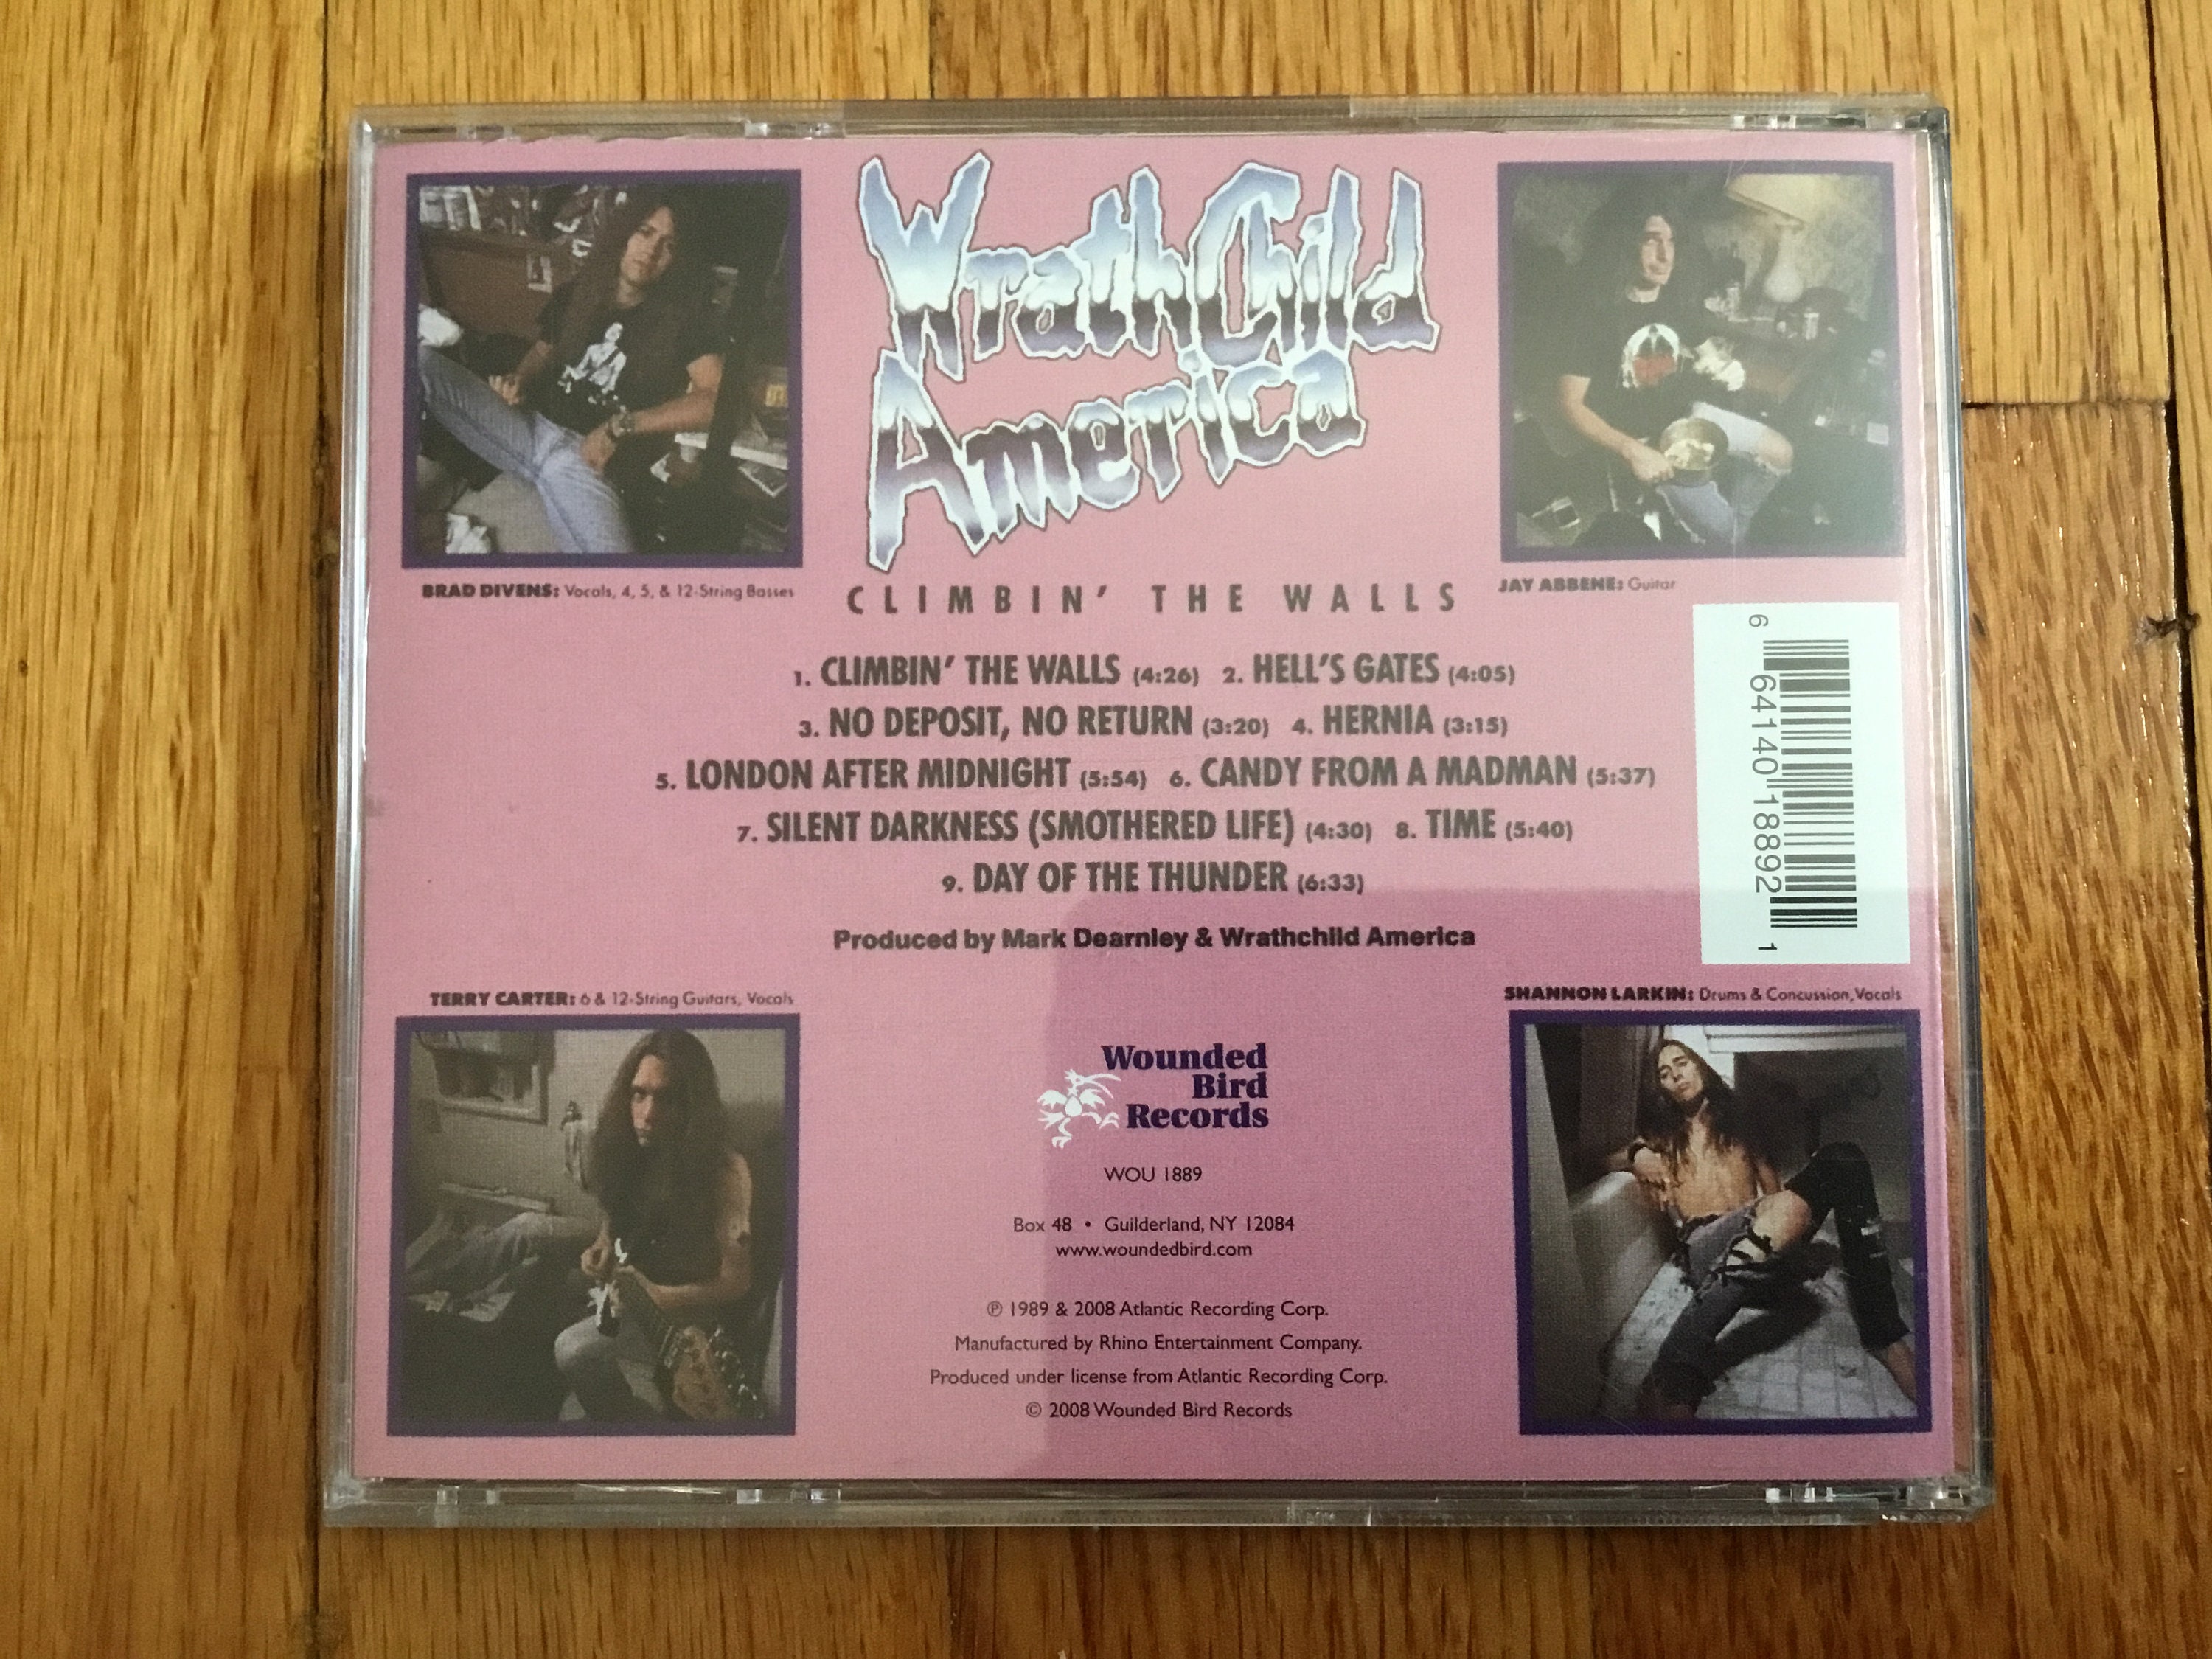 WrathChild
America
BRAD DIVENS: Vocals, 4, 5, & 12-String Basses
JAY ABBENE: Guitar
CLIMBIN' THE WALLS
1. CLIMBIN' THE WALLS (4:26) 2. HELL'S GATES (4:05)
3. NO DEPOSIT, NO RETURN (3:20) 4. HERNIA (3:15)
5. LONDON AFTER MIDNIGHT (5:54) 6. CANDY FROM A MADMAN (5:37)
7. SILENT DARKNESS (SMOTHERED LIFE) (4:30) 8. TIME (5:40)
9. DAY OF THE THUNDER (6:33)
Produced by Mark Dearnley & Wrathchild America
6 64140 18892 1
TERRY CARTER: 6 & 12-String Guitars, Vocals
SHANNON LARKIN: Drums & Concussion, Vocals
Wounded
Bird
Records
WOU 1889
Box 48 • Guilderland, NY 12084
www.woundedbird.com
℗ 1989 & 2008 Atlantic Recording Corp.
Manufactured by Rhino Entertainment Company.
Produced under license from Atlantic Recording Corp.
© 2008 Wounded Bird Records